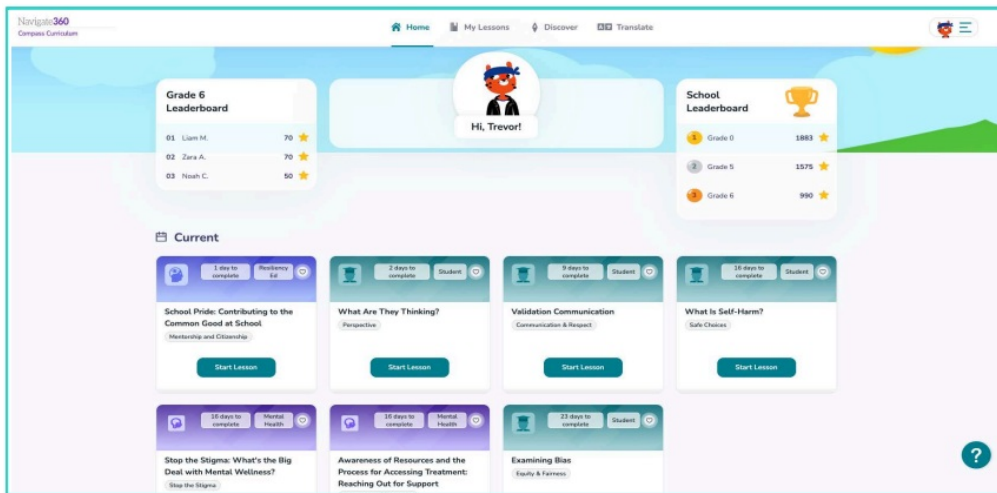 Navigate360
Compass Curriculum
Home
My Lessons
Discover
Translate
Grade 6
Leaderboard
01 Liam M. 70
02 Zara A. 70
03 Noah C. 50
Hi, Trevor!
School
Leaderboard
1 Grade 0 1883
2 Grade 5 1575
3 Grade 6 990
Current
1 day to
complete
Resiliency
Ed
School Pride: Contributing to the
Common Good at School
Mentorship and Citizenship
Start Lesson
2 days to
complete
Student
What Are They Thinking?
Perspective
Start Lesson
9 days to
complete
Student
Validation Communication
Communication & Respect
Start Lesson
16 days to
complete
Student
What Is Self-Harm?
Safe Choices
Start Lesson
16 days to
complete
Mental
Health
Stop the Stigma: What's the Big
Deal with Mental Wellness?
Stop the Stigma
16 days to
complete
Mental
Health
Awareness of Resources and the
Process for Accessing Treatment:
Reaching Out for Support
23 days to
complete
Student
Examining Bias
Equity & Fairness
?